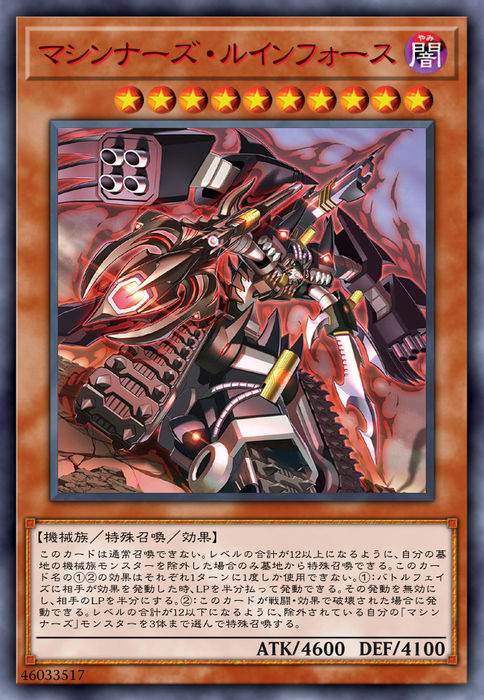 マシンナーズ・ルインフォース
やみ
闇
【機械族／特殊召喚／効果】
このカードは通常召喚できない。レベルの合計が12以上になるように、自分の墓
地の機械族モンスターを除外した場合のみ墓地から特殊召喚できる。このカー
ド名の①②の効果はそれぞれ1ターンに1度しか使用できない。①：バトルフェイ
ズに相手が効果を発動した時、LPを半分払って発動できる。その発動を無効に
し、相手のLPを半分にする。②：このカードが戦闘・効果で破壊された場合に発
動できる。レベルの合計が12以下になるように、除外されている自分の「マシン
ナーズ」モンスターを3体まで選んで特殊召喚する。
ATK/4600 DEF/4100
46033517